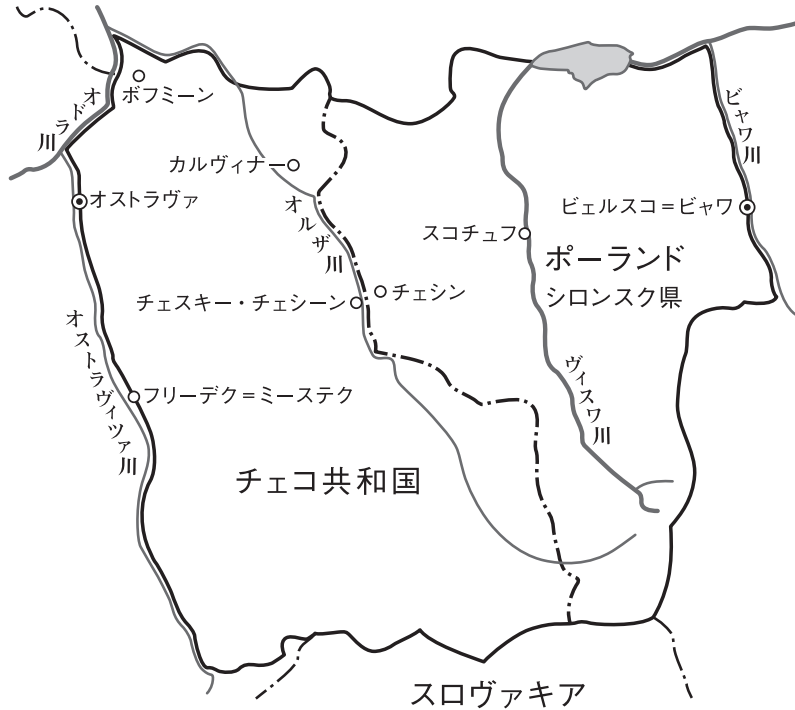 ボフミーン
オドラ川
カルヴィナー
オストラヴァ
オルザ川
ビャワ川
ビェルスコ＝ビャワ
スコチュフ
ポーランド
シロンスク県
チェスキー・チェシーン
チェシン
オストラヴィツァ川
フリーデク＝ミーステク
ヴィスワ川
チェコ共和国
スロヴァキア